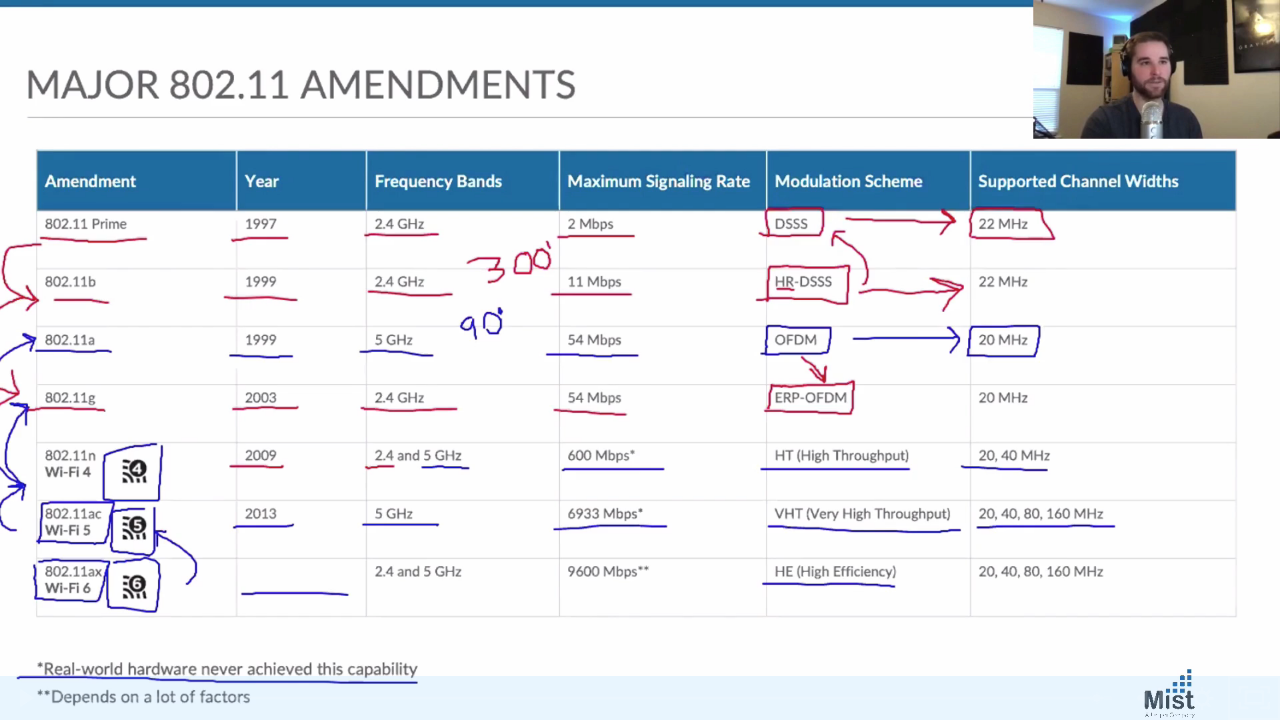 MAJOR 802.11 AMENDMENTS
Amendment Year Frequency Bands Maximum Signaling Rate Modulation Scheme Supported Channel Widths
802.11 Prime 1997 2.4 GHz 2 Mbps DSSS 22 MHz
300'
802.11b 1999 2.4 GHz 11 Mbps HR-DSSS 22 MHz
90'
802.11a 1999 5 GHz 54 Mbps OFDM 20 MHz
802.11g 2003 2.4 GHz 54 Mbps ERP-OFDM 20 MHz
802.11n 2009 2.4 and 5 GHz 600 Mbps* HT (High Throughput) 20, 40 MHz
Wi-Fi 4 4
802.11ac 2013 5 GHz 6933 Mbps* VHT (Very High Throughput) 20, 40, 80, 160 MHz
Wi-Fi 5 5
802.11ax 2.4 and 5 GHz 9600 Mbps** HE (High Efficiency) 20, 40, 80, 160 MHz
Wi-Fi 6 6
*Real-world hardware never achieved this capability
**Depends on a lot of factors
Mist